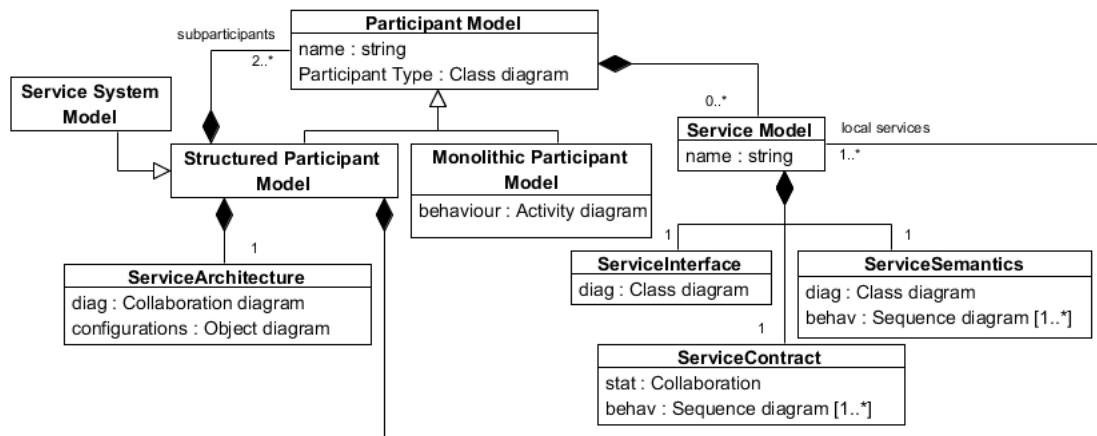 Participant Model
name : string
Participant Type : Class diagram
subparticipants
2..*
Service System
Model
0..*
Service Model
name : string
local services
1..*
Structured Participant
Model
Monolithic Participant
Model
behaviour : Activity diagram
1
ServiceArchitecture
diag : Collaboration diagram
configurations : Object diagram
1
ServiceInterface
diag : Class diagram
1
ServiceSemantics
diag : Class diagram
behav : Sequence diagram [1..*]
1
ServiceContract
stat : Collaboration
behav : Sequence diagram [1..*]